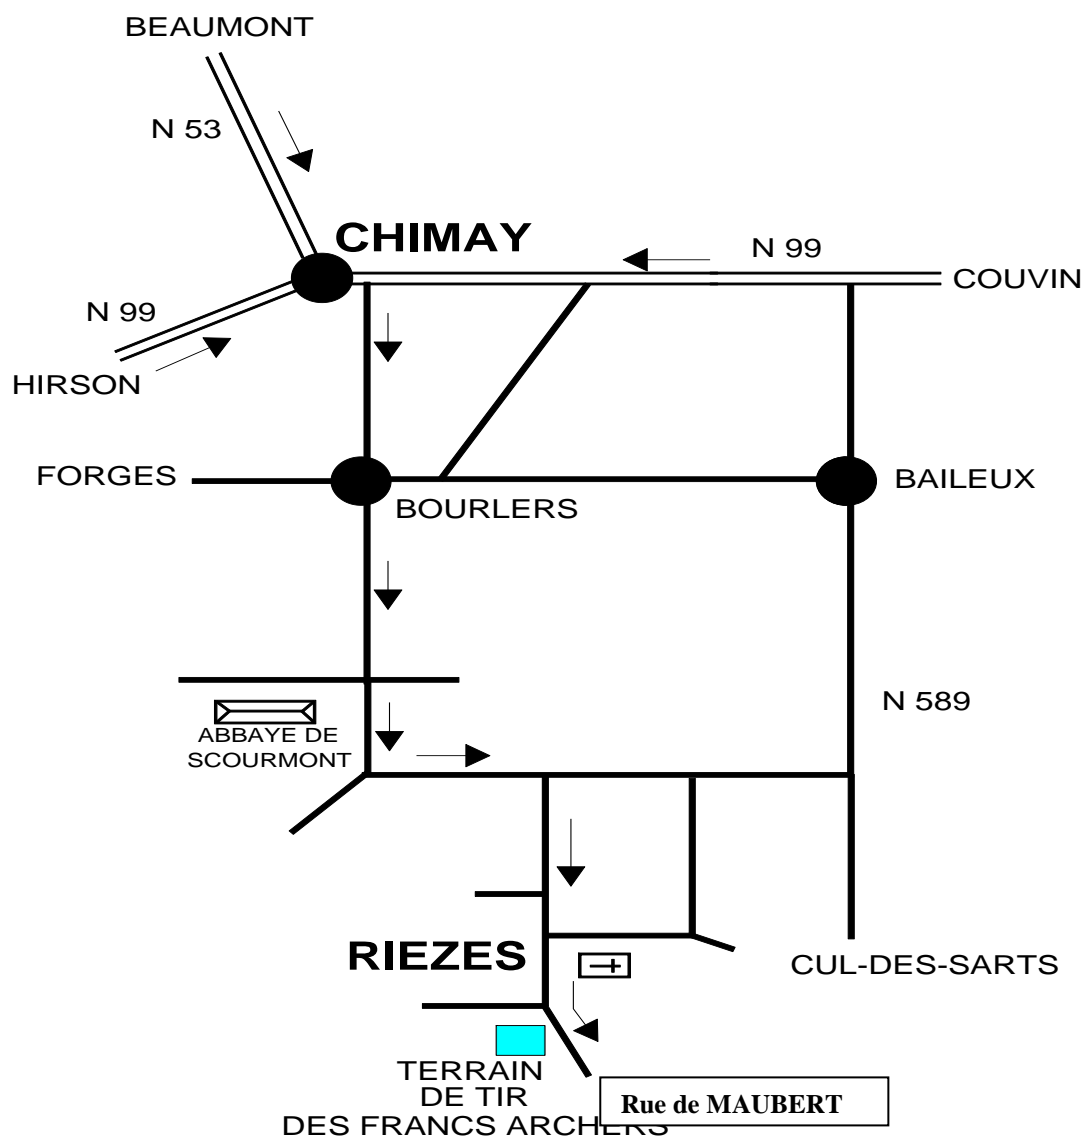 BEAUMONT
N 53
CHIMAY
N 99
COUVIN
N 99
HIRSON
FORGES
BAILEUX
BOURLERS
N 589
ABBAYE DE
SCOURMONT
RIEZES
CUL-DES-SARTS
TERRAIN
DE TIR
DES FRANCS ARCHERS
Rue de MAUBERT